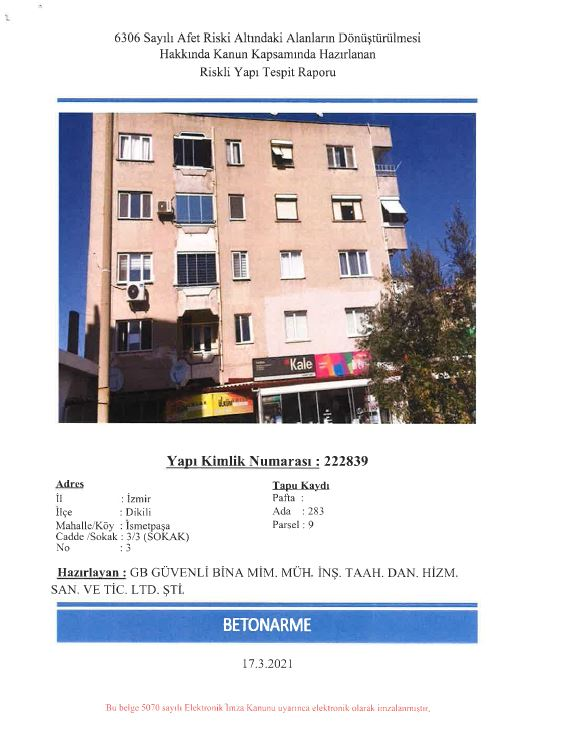 6306 Sayılı Afet Riski Altındaki Alanların Dönüştürülmesi
Hakkında Kanun Kapsamında Hazırlanan
Riskli Yapı Tespit Raporu
Kale
Yapı Kimlik Numarası : 222839
Adres
İl : İzmir
İlçe : Dikili
Mahalle/Köy : İsmetpaşa
Cadde /Sokak : 3/3 (SOKAK)
No : 3
Tapu Kaydı
Pafta :
Ada : 283
Parsel : 9
Hazırlayan : GB GÜVENLİ BİNA MİM. MÜH. İNŞ. TAAH. DAN. HİZM.
SAN. VE TİC. LTD. ŞTİ.
BETONARME
17.3.2021
Bu belge 5070 sayılı Elektronik İmza Kanunu uyarınca elektronik olarak imzalanmıştır.